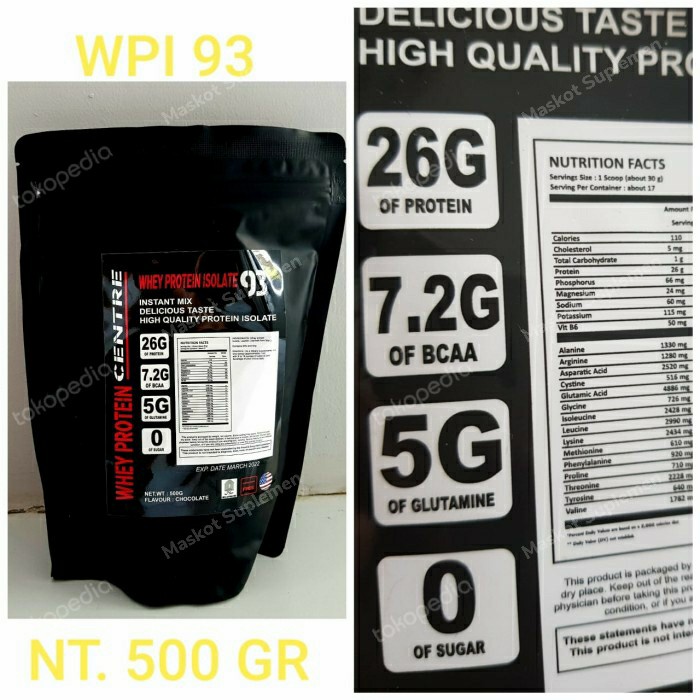 WPI 93
WHEY PROTEIN CENTRE
WHEY PROTEIN ISOLATE 93
INSTANT MIX
DELICIOUS TASTE
HIGH QUALITY PROTEIN ISOLATE
26G
OF PROTEIN
7.2G
OF BCAA
5G
OF GLUTAMINE
0
OF SUGAR
NUTRITION FACTS
EXP. DATE MARCH 2022
NET.WT : 500G
FLAVOUR : CHOCOLATE
NT. 500 GR
DELICIOUS TASTE
HIGH QUALITY PRO
26G
OF PROTEIN
7.2G
OF BCAA
5G
OF GLUTAMINE
0
OF SUGAR
NUTRITION FACTS
Servings Size : 1 Scoop (about 30 g)
Serving Per Container : about 17
Amount
Serving
Calories 110
Cholesterol 5 mg
Total Carbohydrate 1 g
Protein 26 g
Phosphorus 66 mg
Magnesium 24 mg
Sodium 60 mg
Potassium 115 mg
Vit B6 50 mg
Alanine 1330 mg
Arginine 1280 mg
Asparatic Acid 2520 mg
Cystine 516 mg
Glutamic Acid 4886 mg
Glycine 726 mg
Isoleucine 2428 mg
Leucine 2990 mg
Lysine 2434 mg
Methionine 610 mg
Phenylalanine 920 mg
Proline 710 m
Threonine 2228 m
Tyrosine 640 m
Valine 1782
This product is packaged by
dry place. Keep out of the re
physician before taking this pro
condition, or if you
These statements have n
This product is not inte
tokopedia
Maskot Suplemen